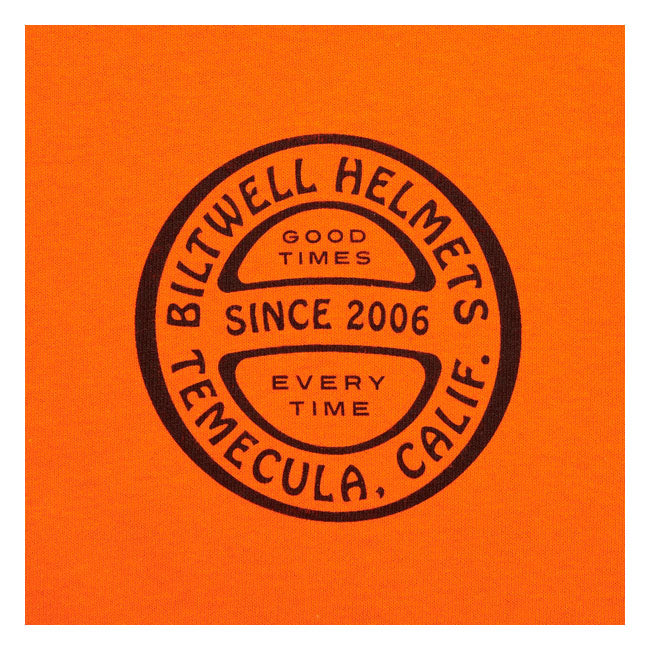 BILTWELL HELMETS
GOOD
TIMES
SINCE 2006
EVERY
TIME
TEMECULA, CALIF.